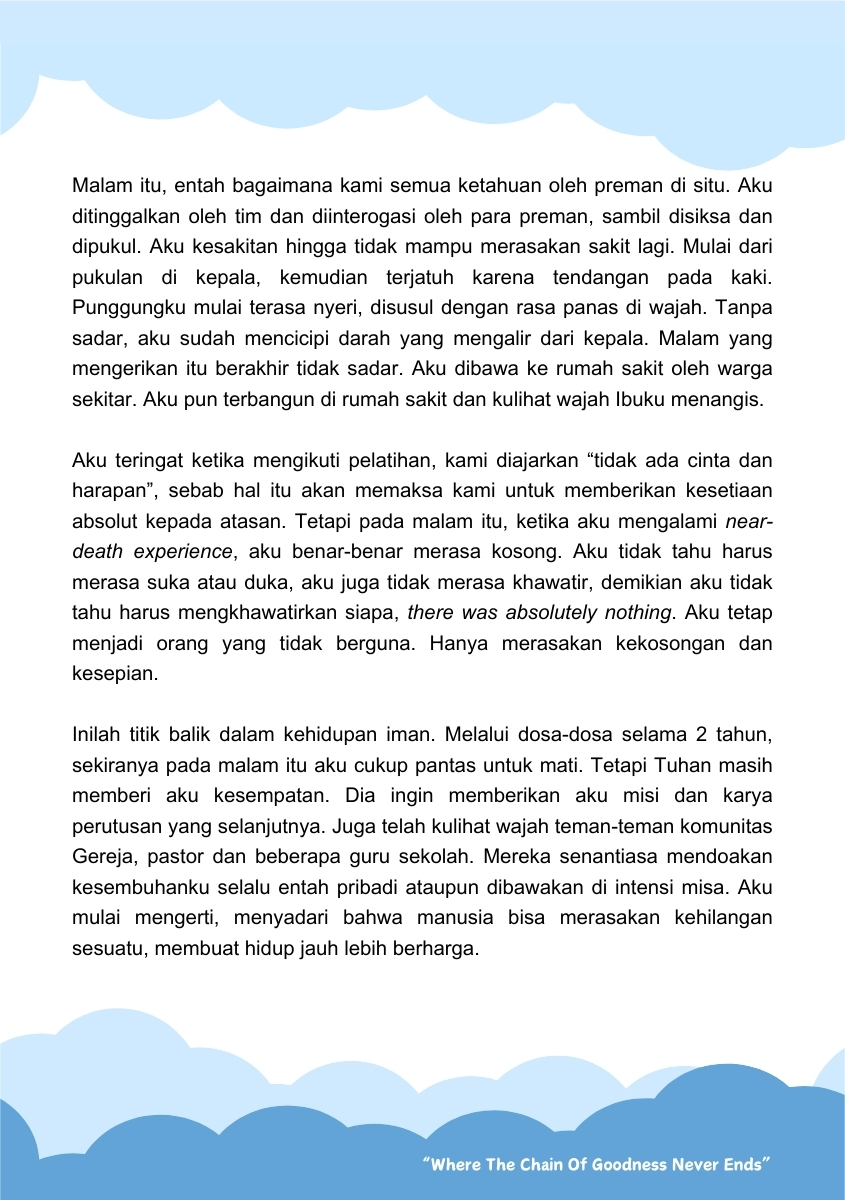 Malam itu, entah bagaimana kami semua ketahuan oleh preman di situ. Aku
ditinggalkan oleh tim dan diinterogasi oleh para preman, sambil disiksa dan
dipukul. Aku kesakitan hingga tidak mampu merasakan sakit lagi. Mulai dari
pukulan di kepala, kemudian terjatuh karena tendangan pada kaki.
Punggungku mulai terasa nyeri, disusul dengan rasa panas di wajah. Tanpa
sadar, aku sudah mencicipi darah yang mengalir dari kepala. Malam yang
mengerikan itu berakhir tidak sadar. Aku dibawa ke rumah sakit oleh warga
sekitar. Aku pun terbangun di rumah sakit dan kulihat wajah Ibuku menangis.
Aku teringat ketika mengikuti pelatihan, kami diajarkan “tidak ada cinta dan
harapan”, sebab hal itu akan memaksa kami untuk memberikan kesetiaan
absolut kepada atasan. Tetapi pada malam itu, ketika aku mengalami near-
death experience, aku benar-benar merasa kosong. Aku tidak tahu harus
merasa suka atau duka, aku juga tidak merasa khawatir, demikian aku tidak
tahu harus mengkhawatirkan siapa, there was absolutely nothing. Aku tetap
menjadi orang yang tidak berguna. Hanya merasakan kekosongan dan
kesepian.
Inilah titik balik dalam kehidupan iman. Melalui dosa-dosa selama 2 tahun,
sekiranya pada malam itu aku cukup pantas untuk mati. Tetapi Tuhan masih
memberi aku kesempatan. Dia ingin memberikan aku misi dan karya
perutusan yang selanjutnya. Juga telah kulihat wajah teman-teman komunitas
Gereja, pastor dan beberapa guru sekolah. Mereka senantiasa mendoakan
kesembuhanku selalu entah pribadi ataupun dibawakan di intensi misa. Aku
mulai mengerti, menyadari bahwa manusia bisa merasakan kehilangan
sesuatu, membuat hidup jauh lebih berharga.
“Where The Chain Of Goodness Never Ends”